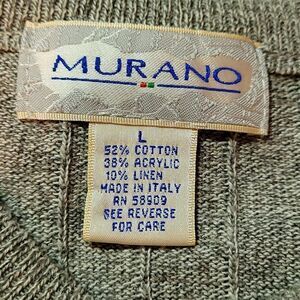 MURANO
L
52% COTTON
38% ACRYLIC
10% LINEN
MADE IN ITALY
RN 58909
SEE REVERSE
FOR CARE